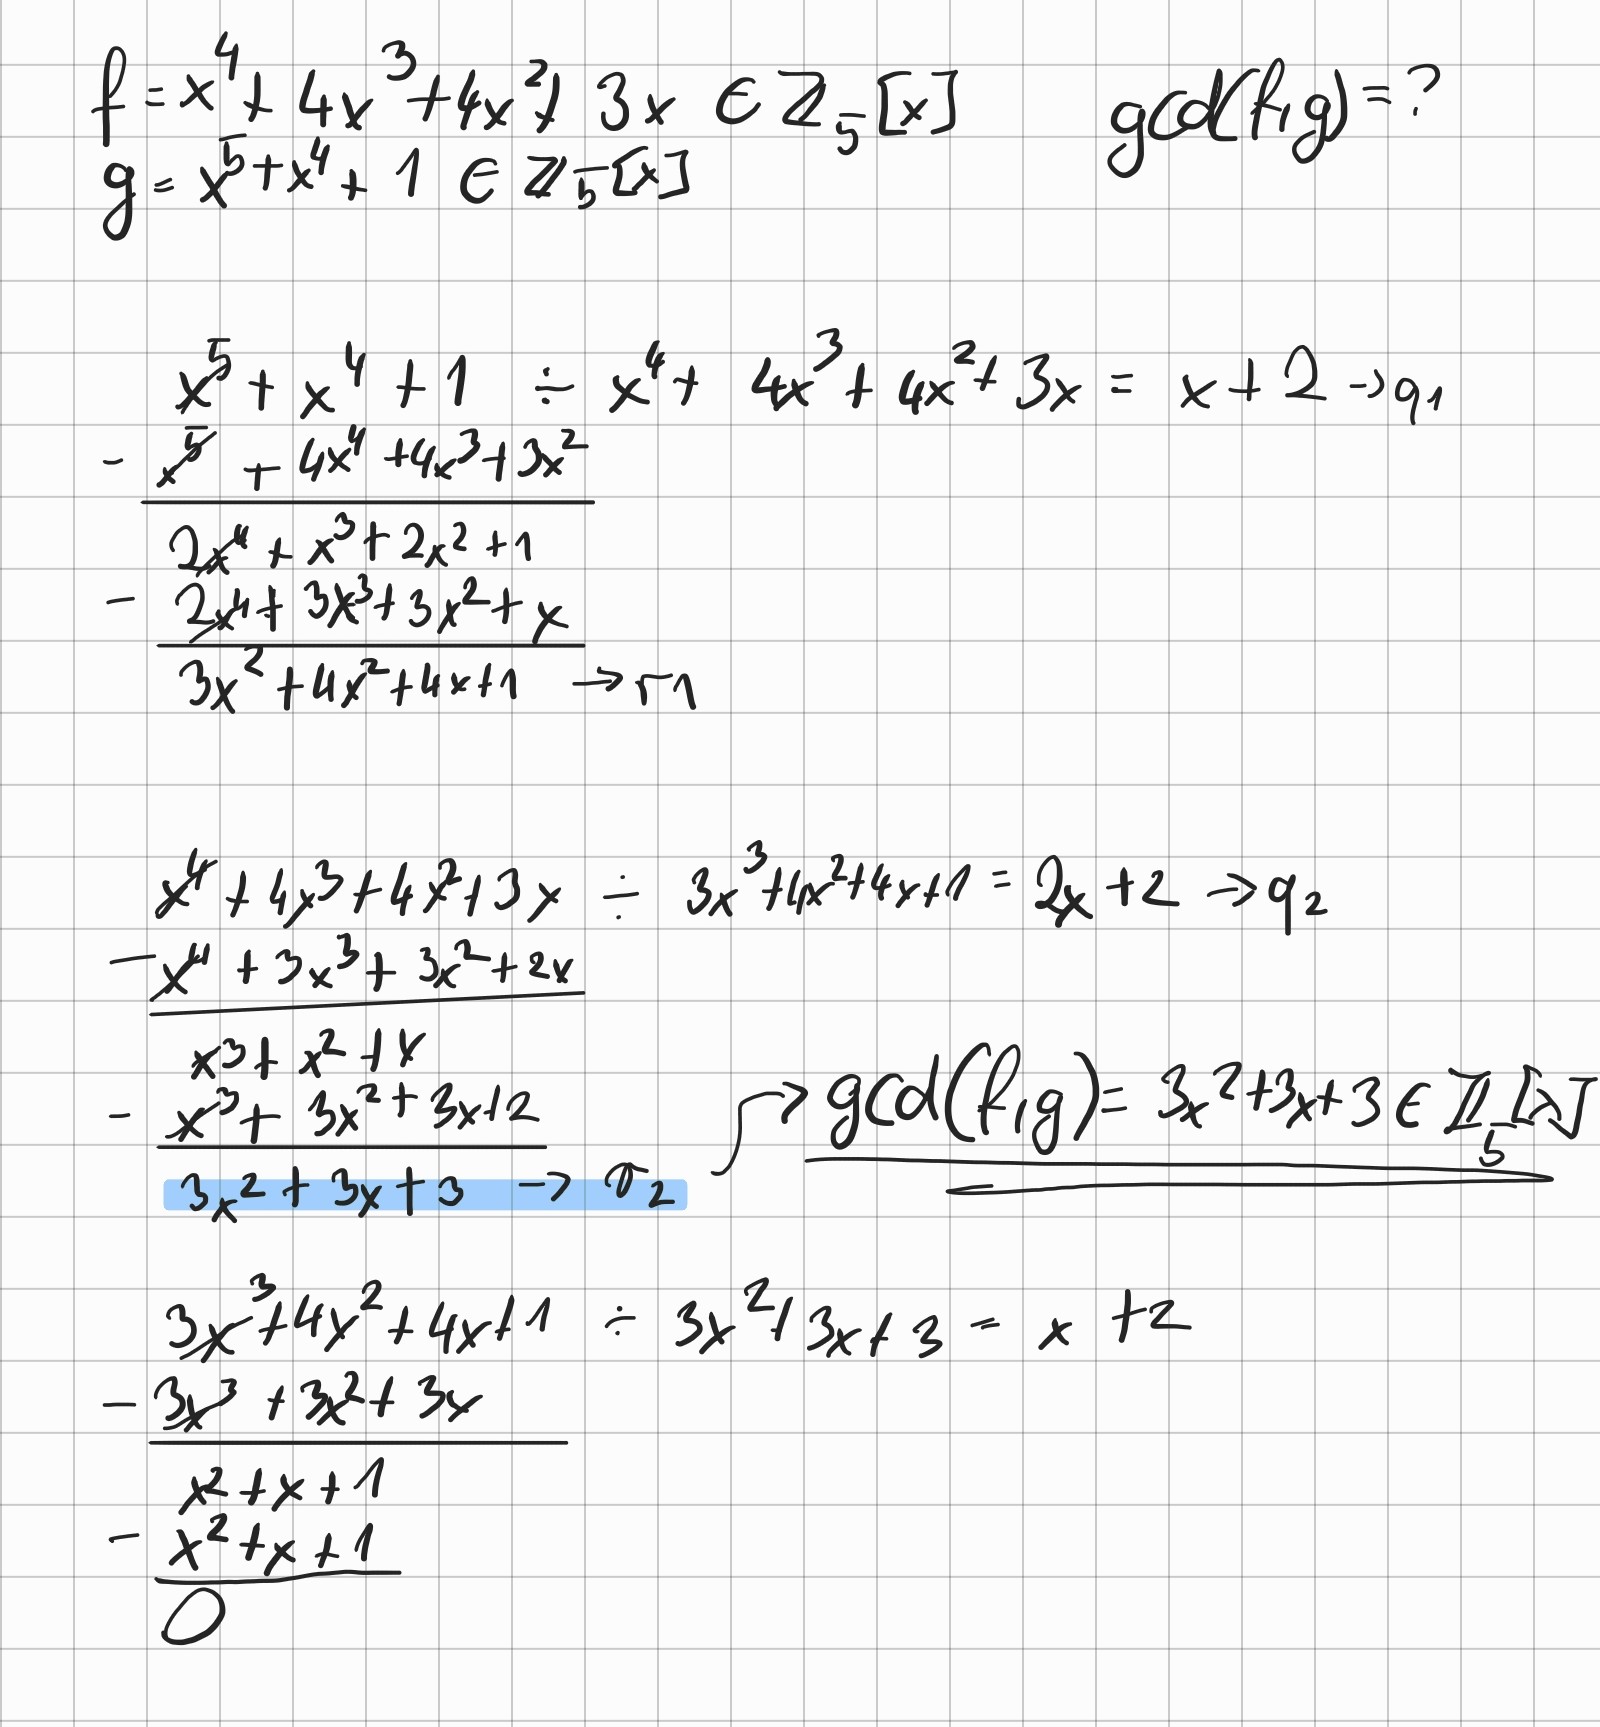 f = x⁴ + 4x³ + 4x² + 3x ∈ ℤ₅[x] gcd(f,g) = ?
g = x⁵ + x⁴ + 1 ∈ ℤ₅[x]
x⁵ + x⁴ + 1 ÷ x⁴ + 4x³ + 4x² + 3x = x + 2 → q₁
- x⁵ + 4x⁴ + 4x³ + 3x²
2x⁴ + x³ + 2x² + 1
- 2x⁴ + 3x³ + 3x² + x
3x² + 4x² + 4x + 1 → r1
x⁴ + 4x³ + 4x² + 3x ÷ 3x³ + 4x² + 4x + 1 = 2x + 2 → q₂
- x⁴ + 3x³ + 3x² + 2x
x³ + x² + x
- x³ + 3x² + 3x + 2
3x² + 3x + 3 → r₂ → gcd(f,g) = 3x² + 3x + 3 ∈ ℤ₅[x]
3x³ + 4x² + 4x + 1 ÷ 3x² + 3x + 3 = x + 2
- 3x³ + 3x² + 3x
x² + x + 1
- x² + x + 1
0